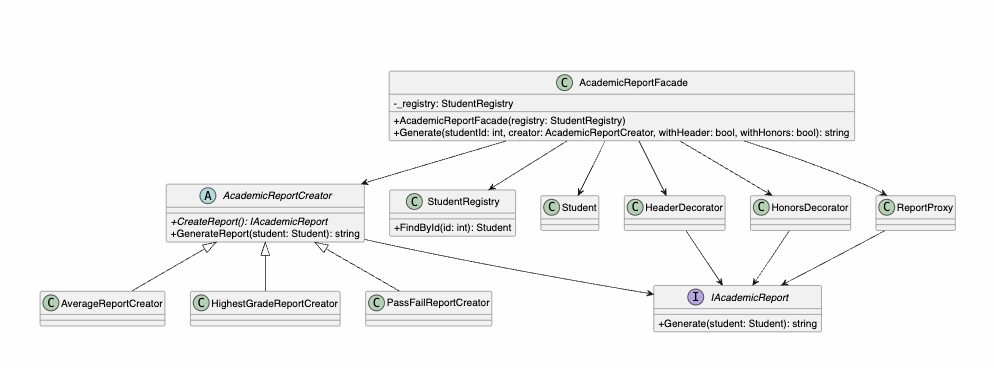 C AcademicReportFacade
-_registry: StudentRegistry
+AcademicReportFacade(registry: StudentRegistry)
+Generate(studentId: int, creator: AcademicReportCreator, withHeader: bool, withHonors: bool): string
A AcademicReportCreator
+CreateReport(): IAcademicReport
+GenerateReport(student: Student): string
C StudentRegistry
+FindById(id: int): Student
C Student
C HeaderDecorator
C HonorsDecorator
C ReportProxy
C AverageReportCreator
C HighestGradeReportCreator
C PassFailReportCreator
I IAcademicReport
+Generate(student: Student): string